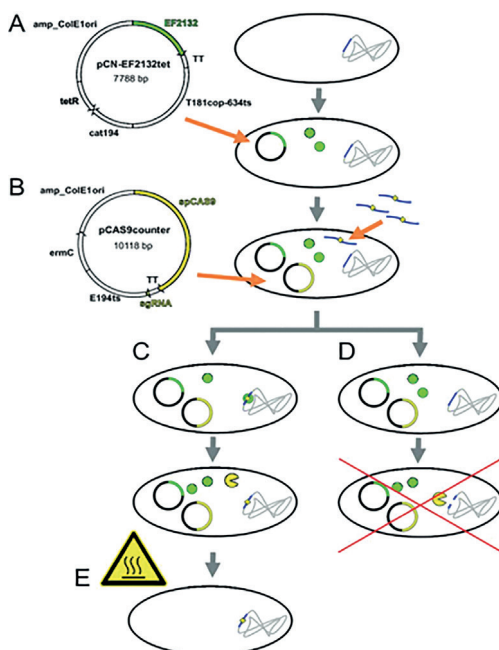 A
amp_ColE1ori
EF2132
TT
pCN-EF2132tet
7788 bp
T181cop-634ts
tetR
cat194
B
amp_ColE1ori
spCAS9
pCAS9counter
10118 bp
ermC
TT
E194ts
sgRNA
C
D
E